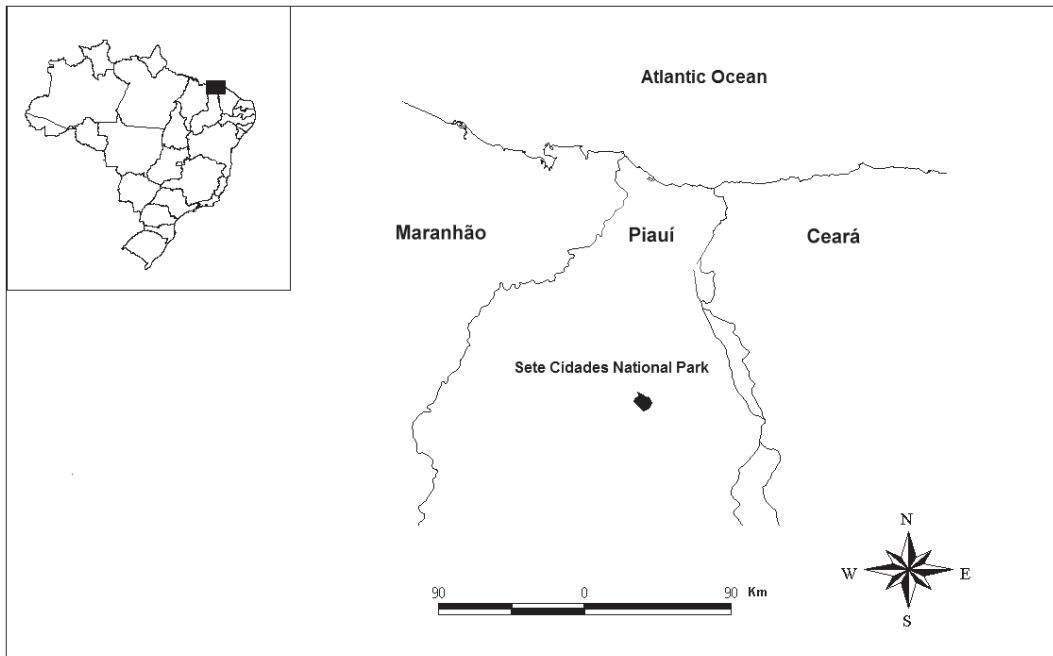 Atlantic Ocean
Maranhão
Piauí
Ceará
Sete Cidades National Park
N
W
E
S
90
0
90
Km